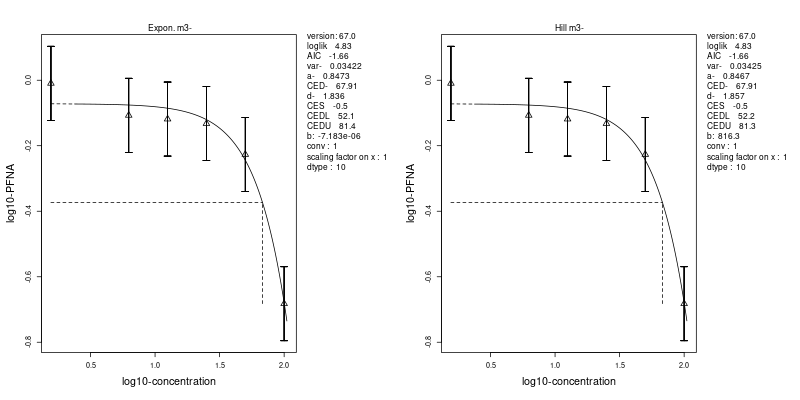 Expon. m3-
version: 67.0
loglik 4.83
AIC -1.66
var- 0.03422
a- 0.8473
CED- 67.91
d- 1.836
CES -0.5
CEDL 52.1
CEDU 81.4
b: -7.183e-06
conv : 1
scaling factor on x : 1
dtype : 10
log10-PFNA
0.0
-0.2
-0.4
-0.6
-0.8
0.5 1.0 1.5 2.0
log10-concentration
Hill m3-
version: 67.0
loglik 4.83
AIC -1.66
var- 0.03425
a- 0.8467
CED- 67.91
d- 1.857
CES -0.5
CEDL 52.2
CEDU 81.3
b: 816.3
conv : 1
scaling factor on x : 1
dtype : 10
log10-PFNA
0.0
-0.2
-0.4
-0.6
-0.8
0.5 1.0 1.5 2.0
log10-concentration